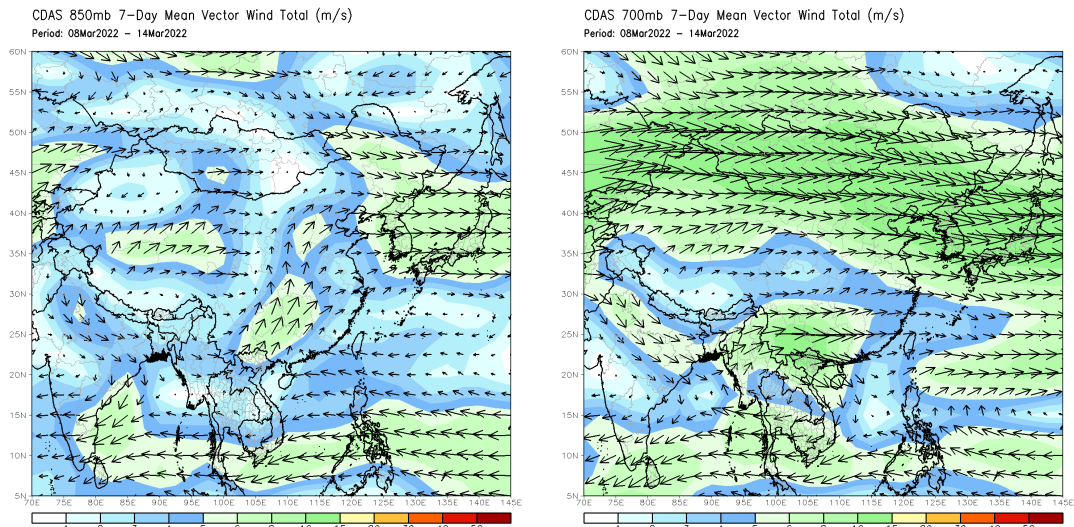 CDAS 850mb 7-Day Mean Vector Wind Total (m/s)
Period: 08Mar2022 - 14Mar2022
60N
55N
50N
45N
40N
35N
30N
25N
20N
15N
10N
5N
70E 75E 80E 85E 90E 95E 100E 105E 110E 115E 120E 125E 130E 135E 140E 145E
CDAS 700mb 7-Day Mean Vector Wind Total (m/s)
Period: 08Mar2022 - 14Mar2022
60N
55N
50N
45N
40N
35N
30N
25N
20N
15N
10N
5N
70E 75E 80E 85E 90E 95E 100E 105E 110E 115E 120E 125E 130E 135E 140E 145E